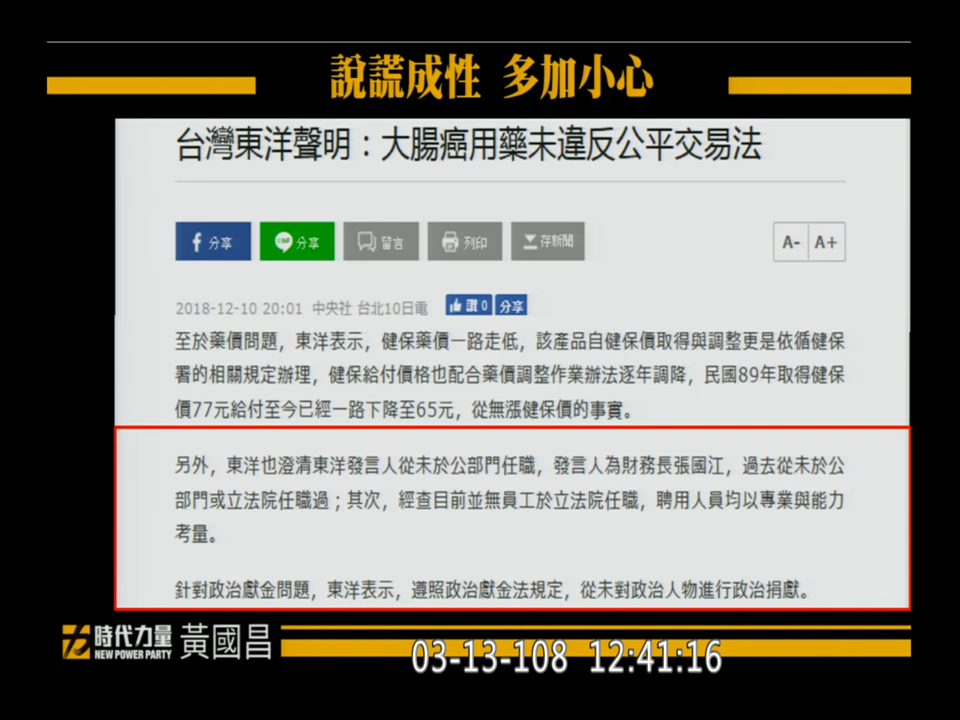 說謊成性 多加小心
台灣東洋聲明：大腸癌用藥未違反公平交易法
分享 分享 留言 列印 存新聞 A- A+
2018-12-10 20:01 中央社 台北10日電 讚 0 分享
至於藥價問題，東洋表示，健保藥價一路走低，該產品自健保價取得與調整更是依循健保
署的相關規定辦理，健保給付價格也配合藥價調整作業辦法逐年調降，民國89年取得健保
價77元給付至今已經一路下降至65元，從無漲健保價的事實。
另外，東洋也澄清東洋發言人從未於公部門任職，發言人為財務長張國江，過去從未於公
部門或立法院任職過；其次，經查目前並無員工於立法院任職，聘用人員均以專業與能力
考量。
針對政治獻金問題，東洋表示，遵照政治獻金法規定，從未對政治人物進行政治捐獻。
時代力量 黃國昌
NEW POWER PARTY
03-13-108 12:41:16